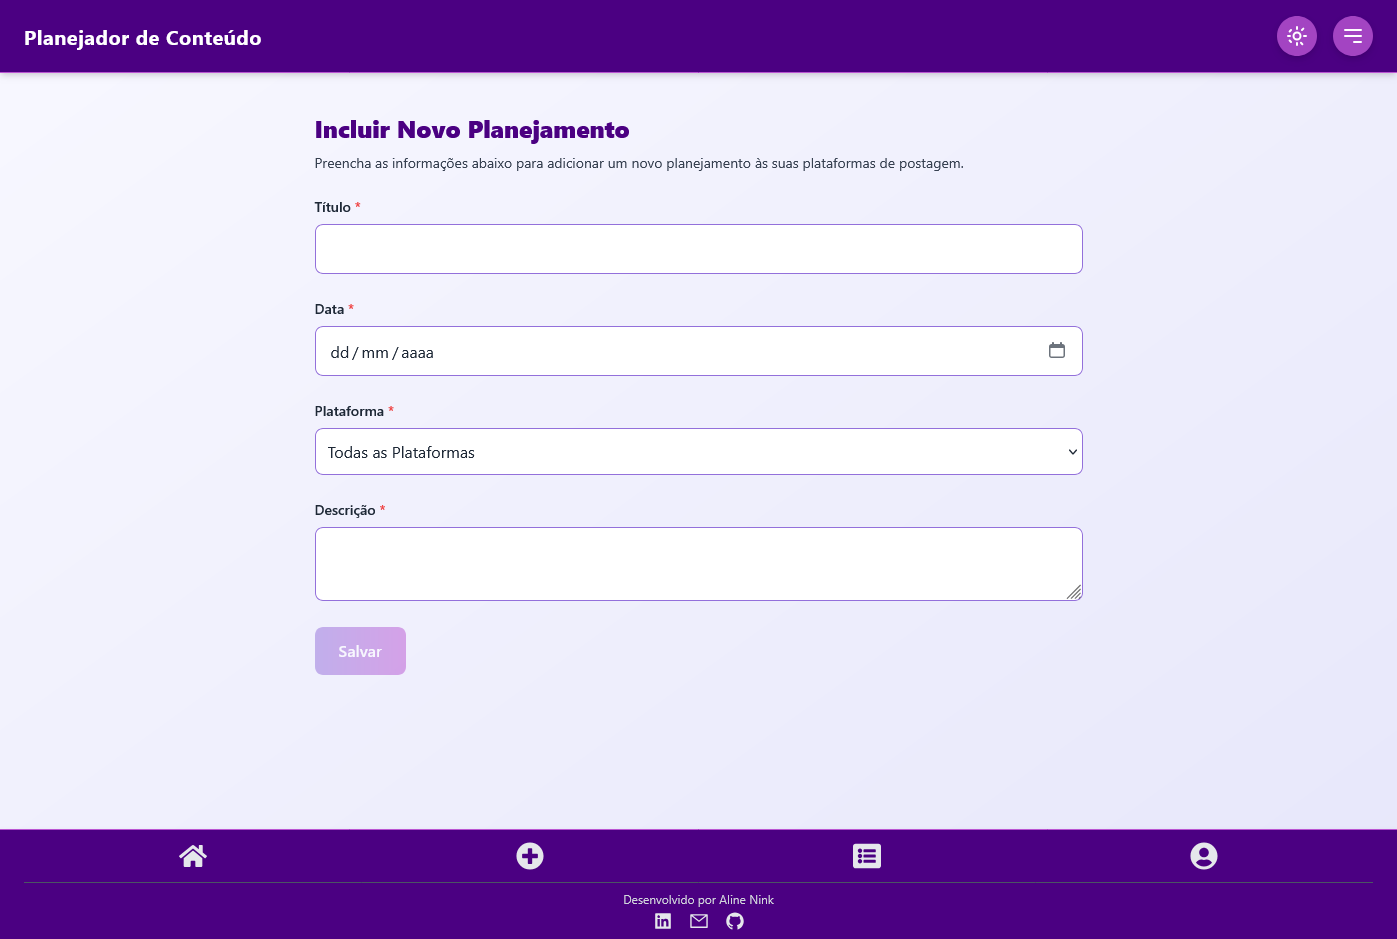 Planejador de Conteúdo
Incluir Novo Planejamento
Preencha as informações abaixo para adicionar um novo planejamento às suas plataformas de postagem.
Título *
Data *
dd/mm/aaaa
Plataforma *
Todas as Plataformas
Descrição *
Salvar
Desenvolvido por Aline Nink